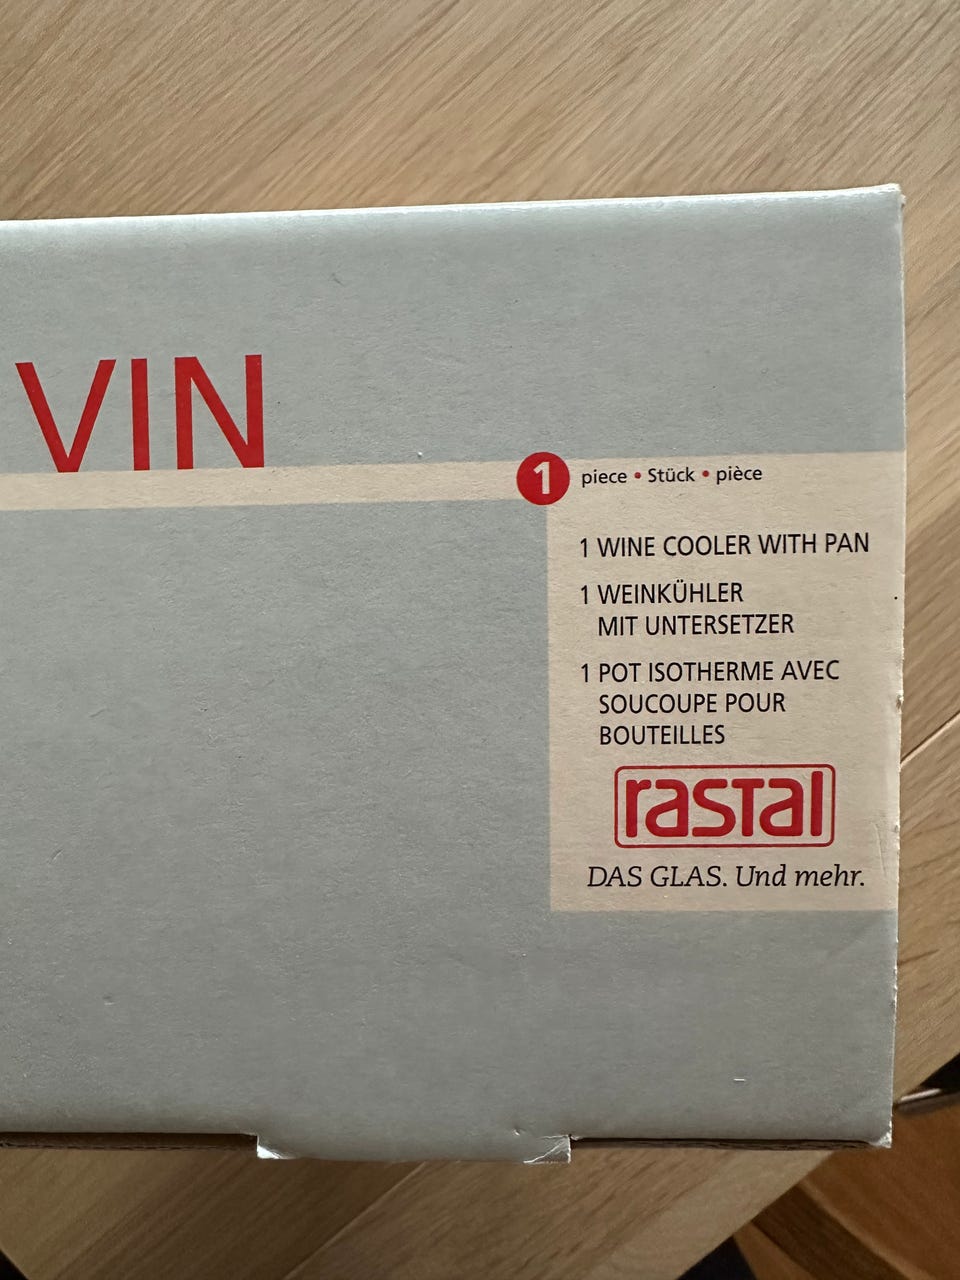 VIN
1 piece • Stück • pièce
1 WINE COOLER WITH PAN
1 WEINKÜHLER
MIT UNTERSETZER
1 POT ISOTHERME AVEC
SOUCOUPE POUR
BOUTEILLES
rastal
DAS GLAS. Und mehr.